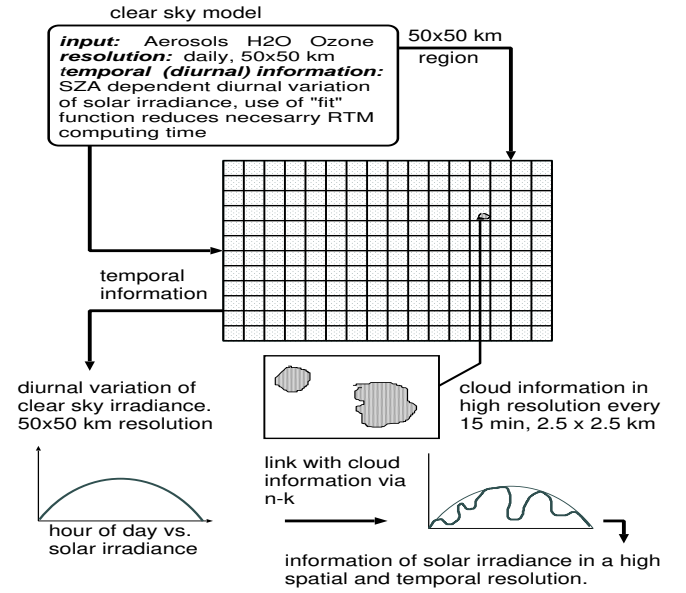 clear sky model
input: Aerosols H2O Ozone
resolution: daily, 50x50 km
temporal (diurnal) information:
SZA dependent diurnal variation
of solar irradiance, use of "fit"
function reduces necesarry RTM
computing time
50x50 km
region
temporal
information
diurnal variation of
clear sky irradiance.
50x50 km resolution
cloud information in
high resolution every
15 min, 2.5 x 2.5 km
link with cloud
information via
n-k
hour of day vs.
solar irradiance
information of solar irradiance in a high
spatial and temporal resolution.